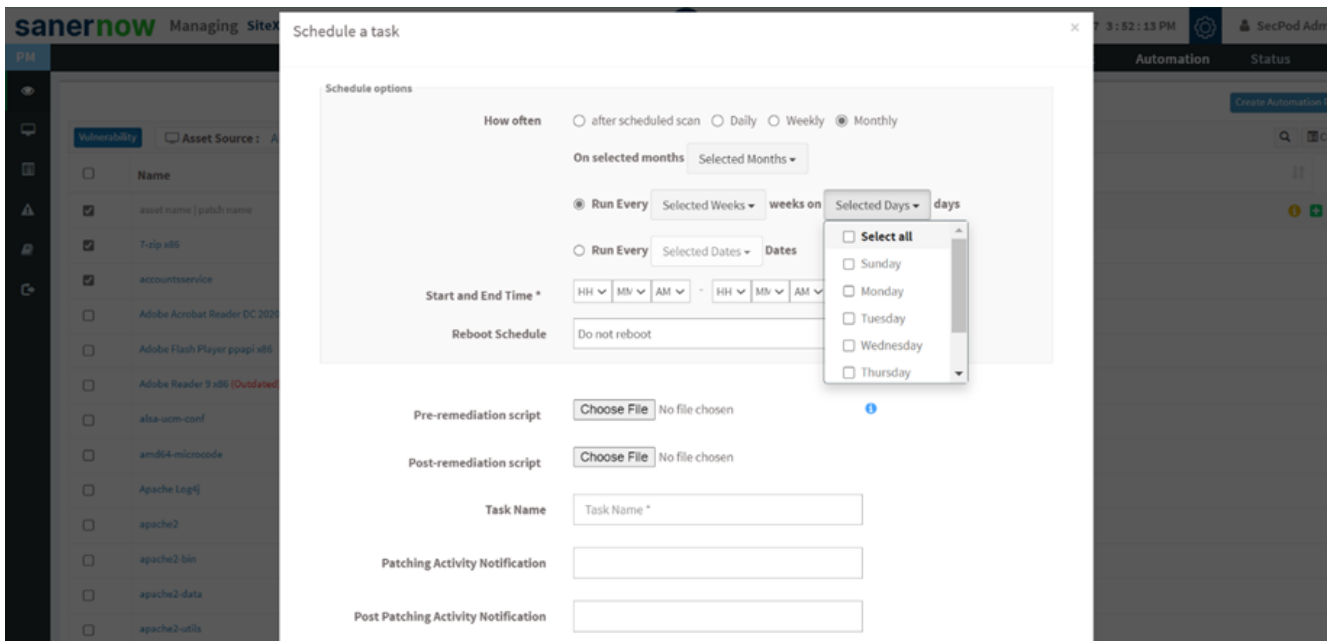 sanernow Managing SiteX
7 3:52:13 PM SecPod Adm
PM
Automation Status
Create Automation
Vulnerability Asset Source : A
Name
asset name | patch name
7-zip x86
accountsservice
Adobe Acrobat Reader DC 2020
Adobe Flash Player ppapi x86
Adobe Reader 9 x86 (Outdated)
alsa-ucm-conf
amd64-microcode
Apache Log4j
apache2
apache2-bin
apache2-data
apache2-utils
Schedule a task ×
Schedule options
How often after scheduled scan Daily Weekly Monthly
On selected months Selected Months
Run Every Selected Weeks weeks on Selected Days days
Select all
Sunday
Monday
Tuesday
Wednesday
Thursday
Run Every Selected Dates Dates
Start and End Time * HH MM AM - HH MM AM
Reboot Schedule Do not reboot
Pre-remediation script Choose File No file chosen
Post-remediation script Choose File No file chosen
Task Name Task Name *
Patching Activity Notification
Post Patching Activity Notification